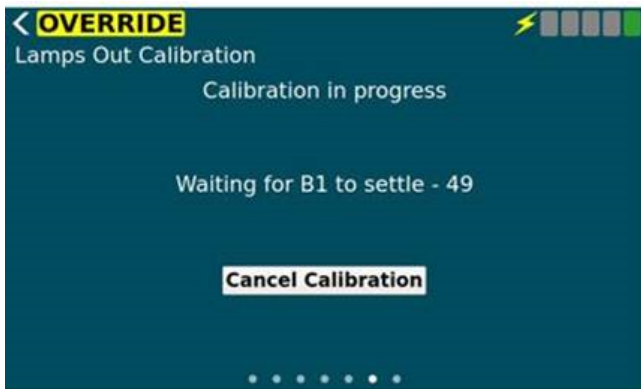 OVERRIDE
Lamps Out Calibration
Calibration in progress
Waiting for B1 to settle - 49
Cancel Calibration